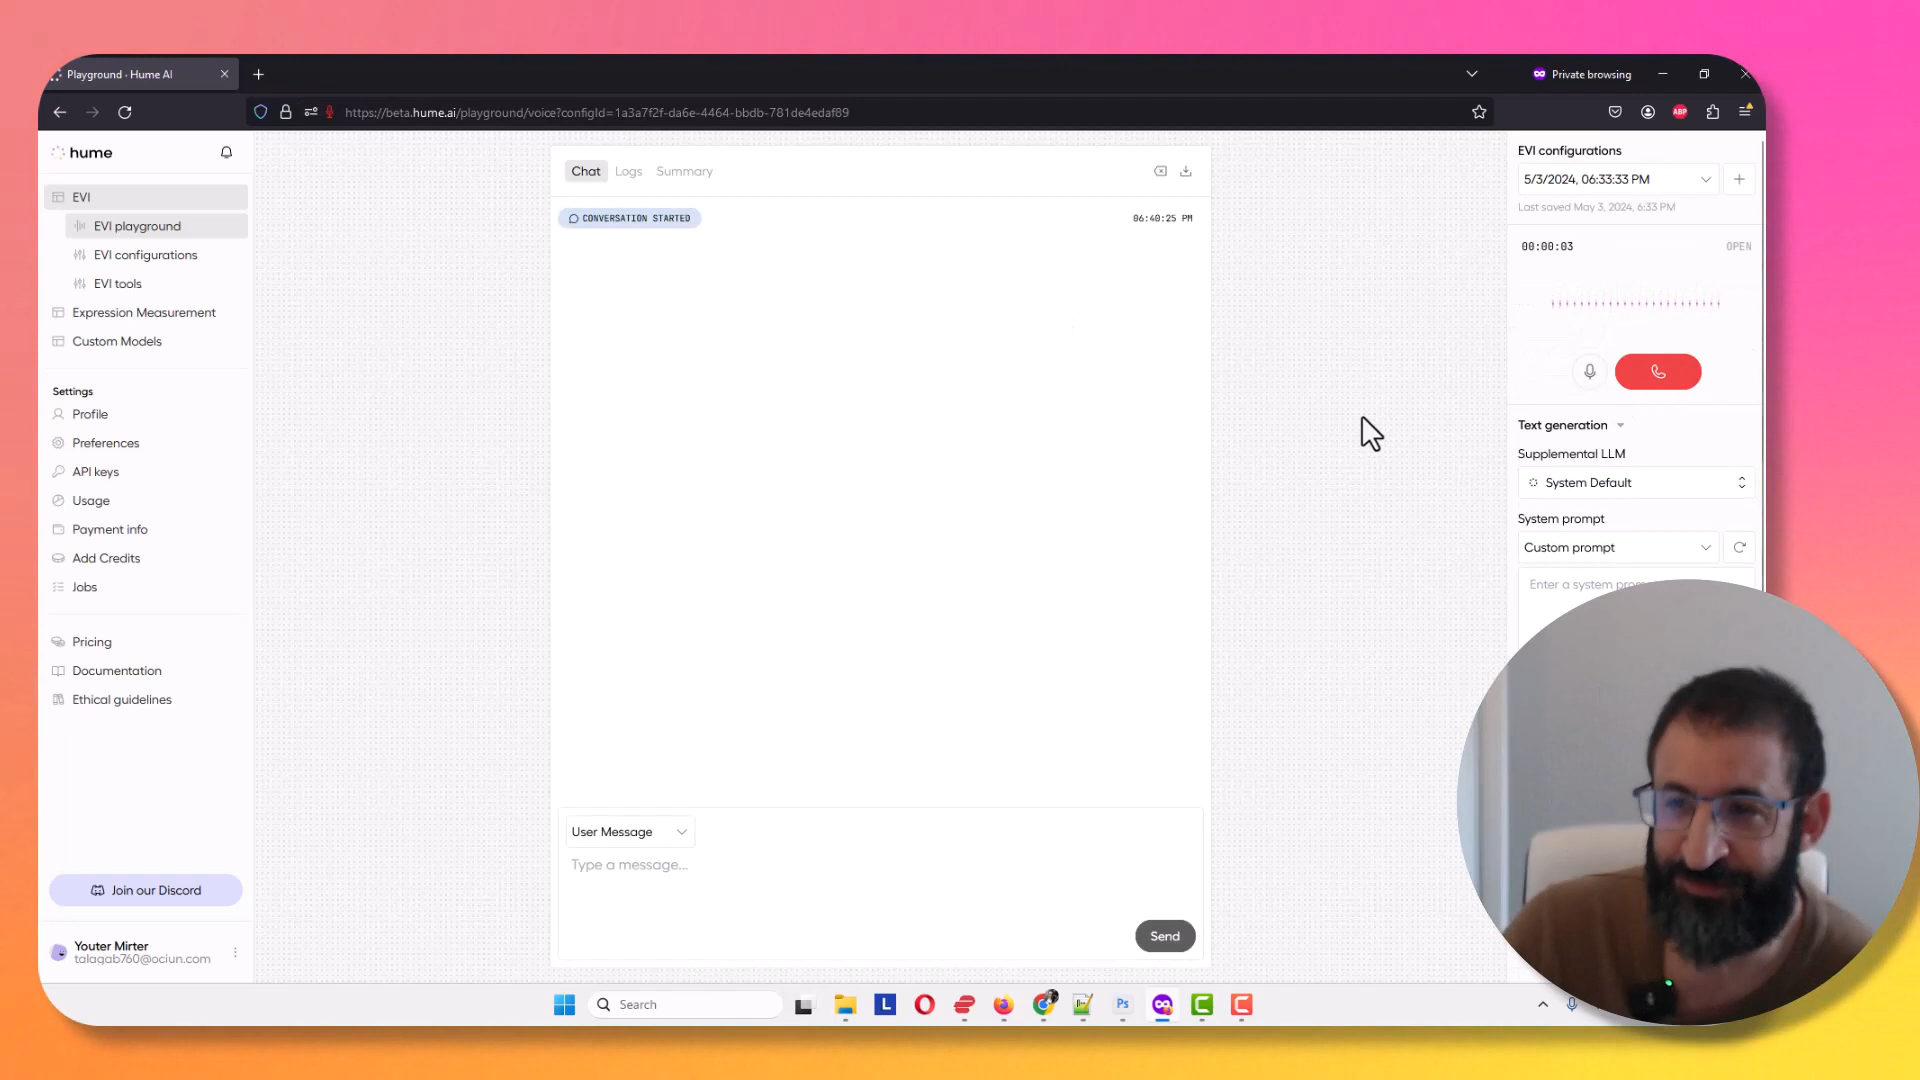 Playground - Hume AI
Private browsing
https://beta.hume.ai/playground/voice?configId=1a3a7f2f-da6e-4464-bbdb-781de4edaf89
ABP
hume
EVI
EVI playground
EVI configurations
EVI tools
Expression Measurement
Custom Models
Settings
Profile
Preferences
API keys
Usage
Payment info
Add Credits
Jobs
Pricing
Documentation
Ethical guidelines
Join our Discord
Youter Mirter
talagab760@ociun.com
Chat
Logs
Summary
CONVERSATION STARTED
06:40:25 PM
User Message
Type a message...
Send
EVI configurations
5/3/2024, 06:33:33 PM
Last saved May 3, 2024, 6:33 PM
00:00:03
OPEN
Text generation
Supplemental LLM
System Default
System prompt
Custom prompt
Enter a system
Search
L
Ps